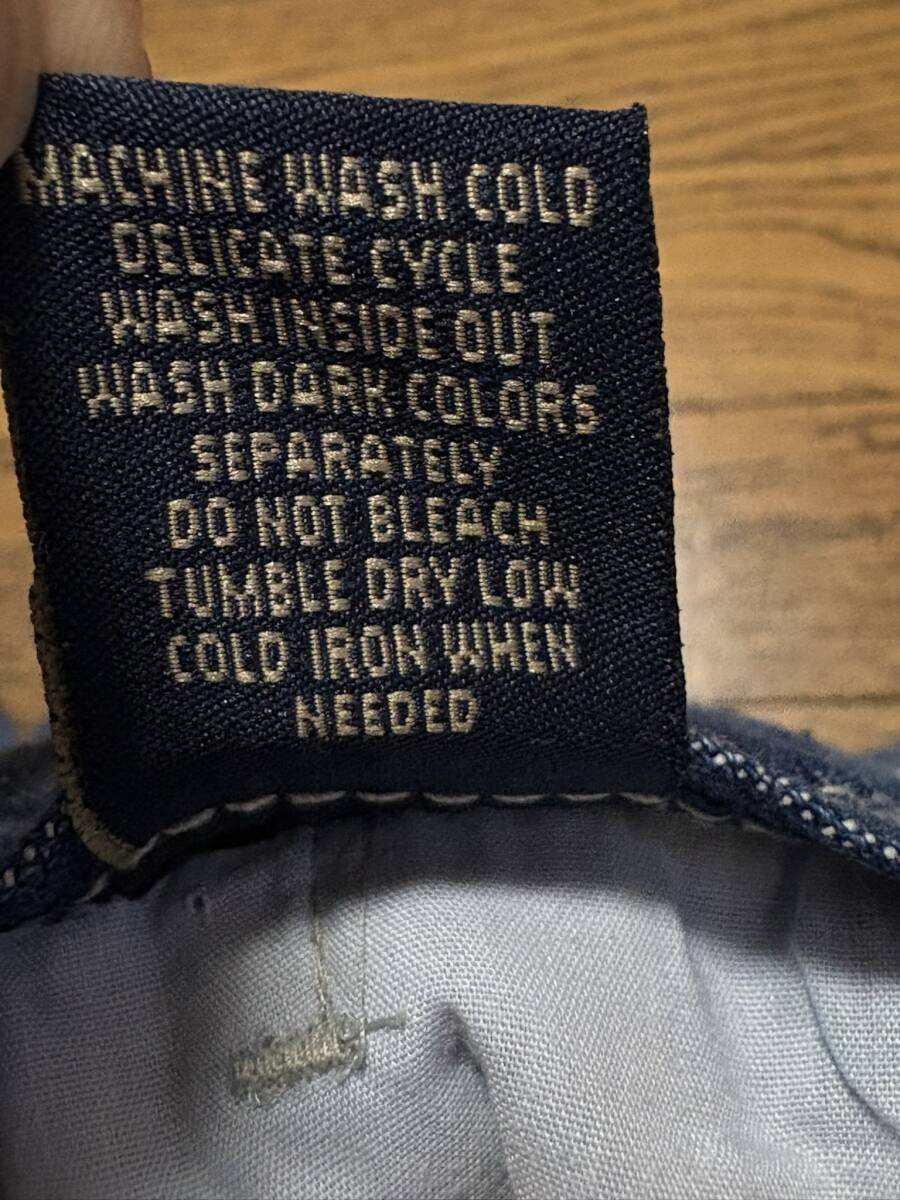 MACHINE WASH COLD
DELICATE CYCLE
WASH INSIDE OUT
WASH DARK COLORS
SEPARATELY
DO NOT BLEACH
TUMBLE DRY LOW
COLD IRON WHEN
NEEDED